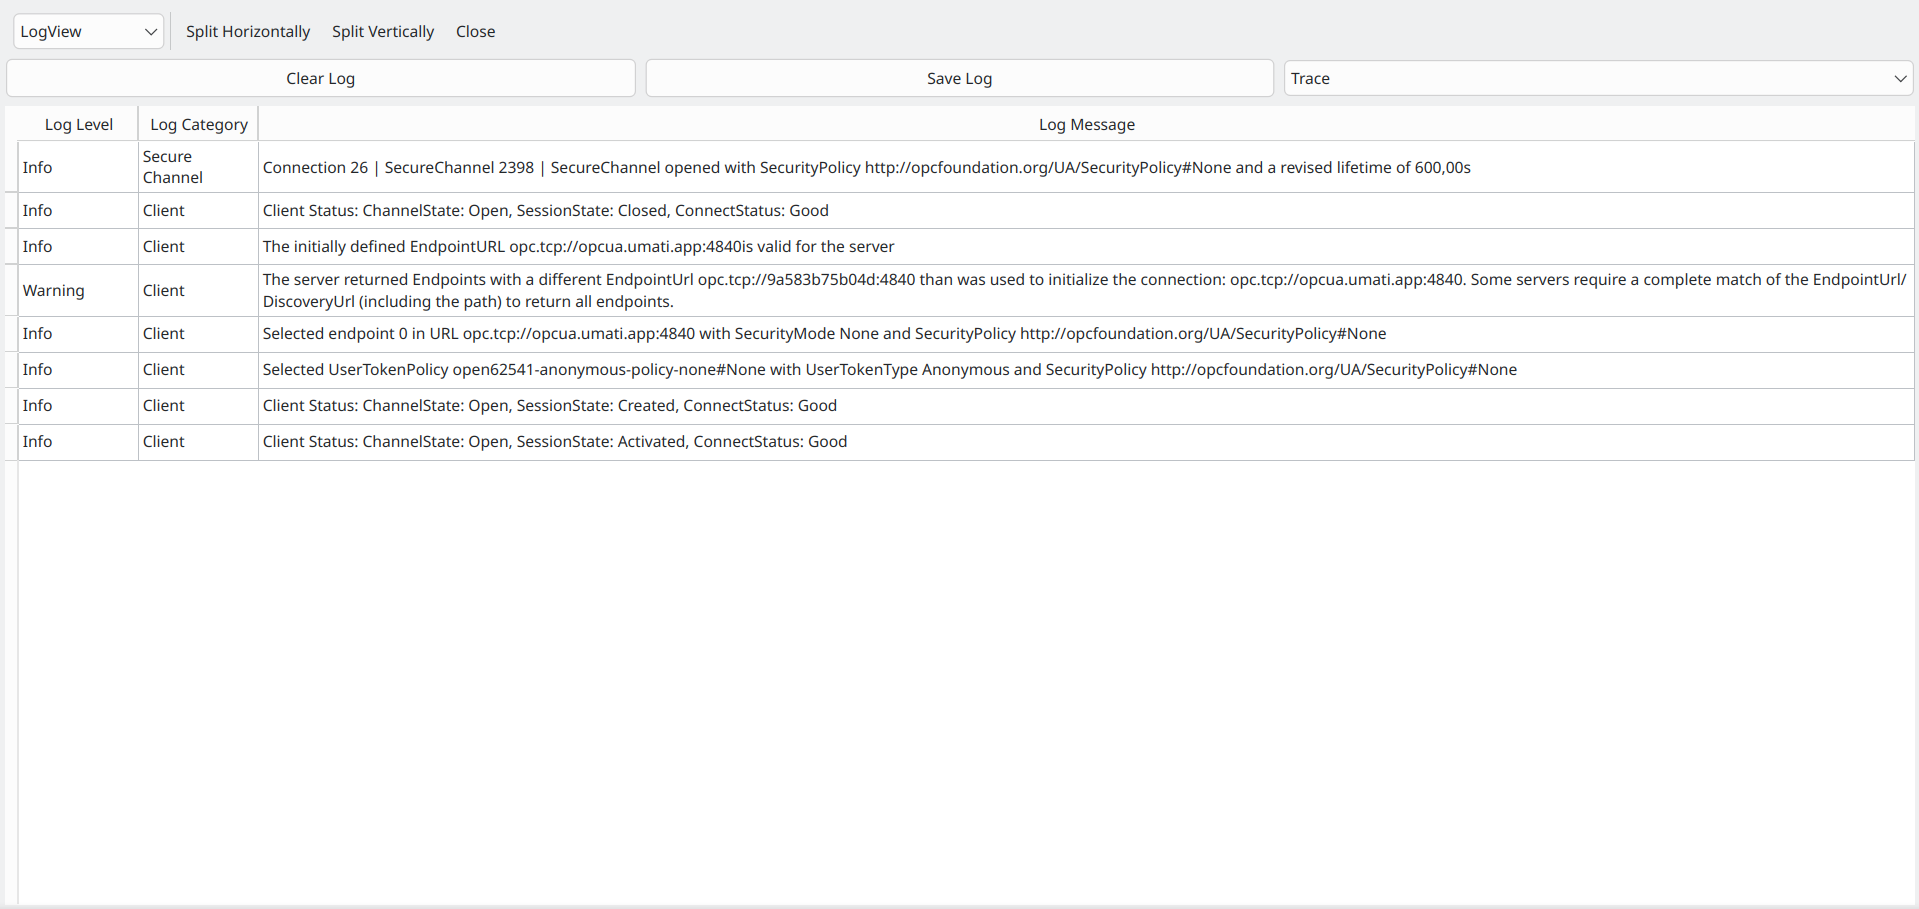 LogView Split Horizontally Split Vertically Close
Clear Log Save Log Trace
Log Level Log Category Log Message
Info Secure Channel Connection 26 | SecureChannel 2398 | SecureChannel opened with SecurityPolicy http://opcfoundation.org/UA/SecurityPolicy#None and a revised lifetime of 600,00s
Info Client Client Status: ChannelState: Open, SessionState: Closed, ConnectStatus: Good
Info Client The initially defined EndpointURL opc.tcp://opcua.umati.app:4840is valid for the server
Warning Client The server returned Endpoints with a different EndpointUrl opc.tcp://9a583b75b04d:4840 than was used to initialize the connection: opc.tcp://opcua.umati.app:4840. Some servers require a complete match of the EndpointUrl/
DiscoveryUrl (including the path) to return all endpoints.
Info Client Selected endpoint 0 in URL opc.tcp://opcua.umati.app:4840 with SecurityMode None and SecurityPolicy http://opcfoundation.org/UA/SecurityPolicy#None
Info Client Selected UserTokenPolicy open62541-anonymous-policy-none#None with UserTokenType Anonymous and SecurityPolicy http://opcfoundation.org/UA/SecurityPolicy#None
Info Client Client Status: ChannelState: Open, SessionState: Created, ConnectStatus: Good
Info Client Client Status: ChannelState: Open, SessionState: Activated, ConnectStatus: Good